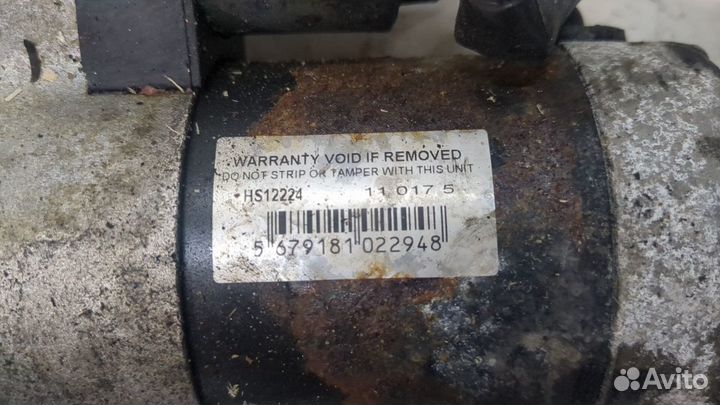 WARRANTY VOID IF REMOVED
DO NOT STRIP OR TAMPER WITH THIS UNIT
HS12224 11 017 5
5 679181 022948
Avito